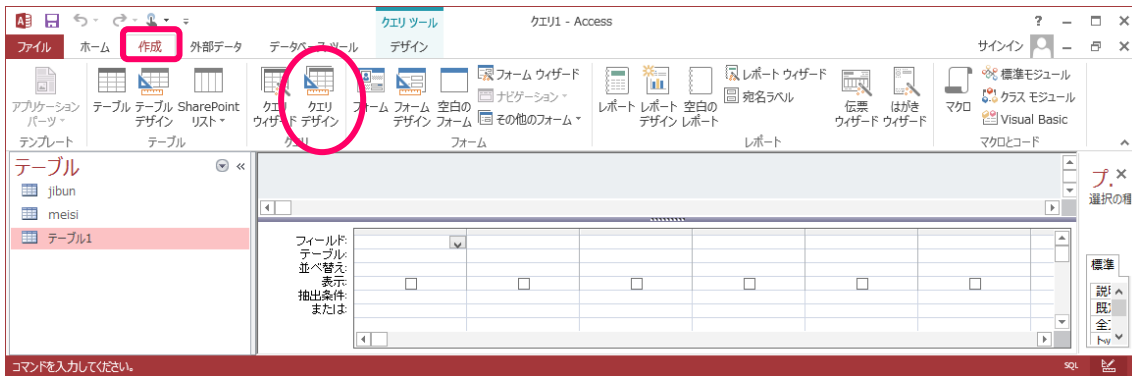 クエリ ツール
クエリ1 - Access
?
ファイル ホーム 作成 外部データ データベース ツール デザイン サインイン
アプリケーション パーツ
テーブル
テーブル デザイン
SharePoint リスト
クエリ ウィザード
クエリ デザイン
フォーム
フォーム デザイン
空白の フォーム
フォーム ウィザード
ナビゲーション
その他のフォーム
レポート
レポート デザイン
空白の レポート
レポート ウィザード
宛名ラベル
伝票 ウィザード
はがき ウィザード
マクロ
標準モジュール
クラス モジュール
Visual Basic
テンプレート テーブル クエリ フォーム レポート マクロとコード
テーブル
jibun
meisi
テーブル1
フィールド:
テーブル:
並べ替え:
表示:
抽出条件:
または:
プ.
選択の種
標準
説
既
全
コマンドを入力してください。
SQL